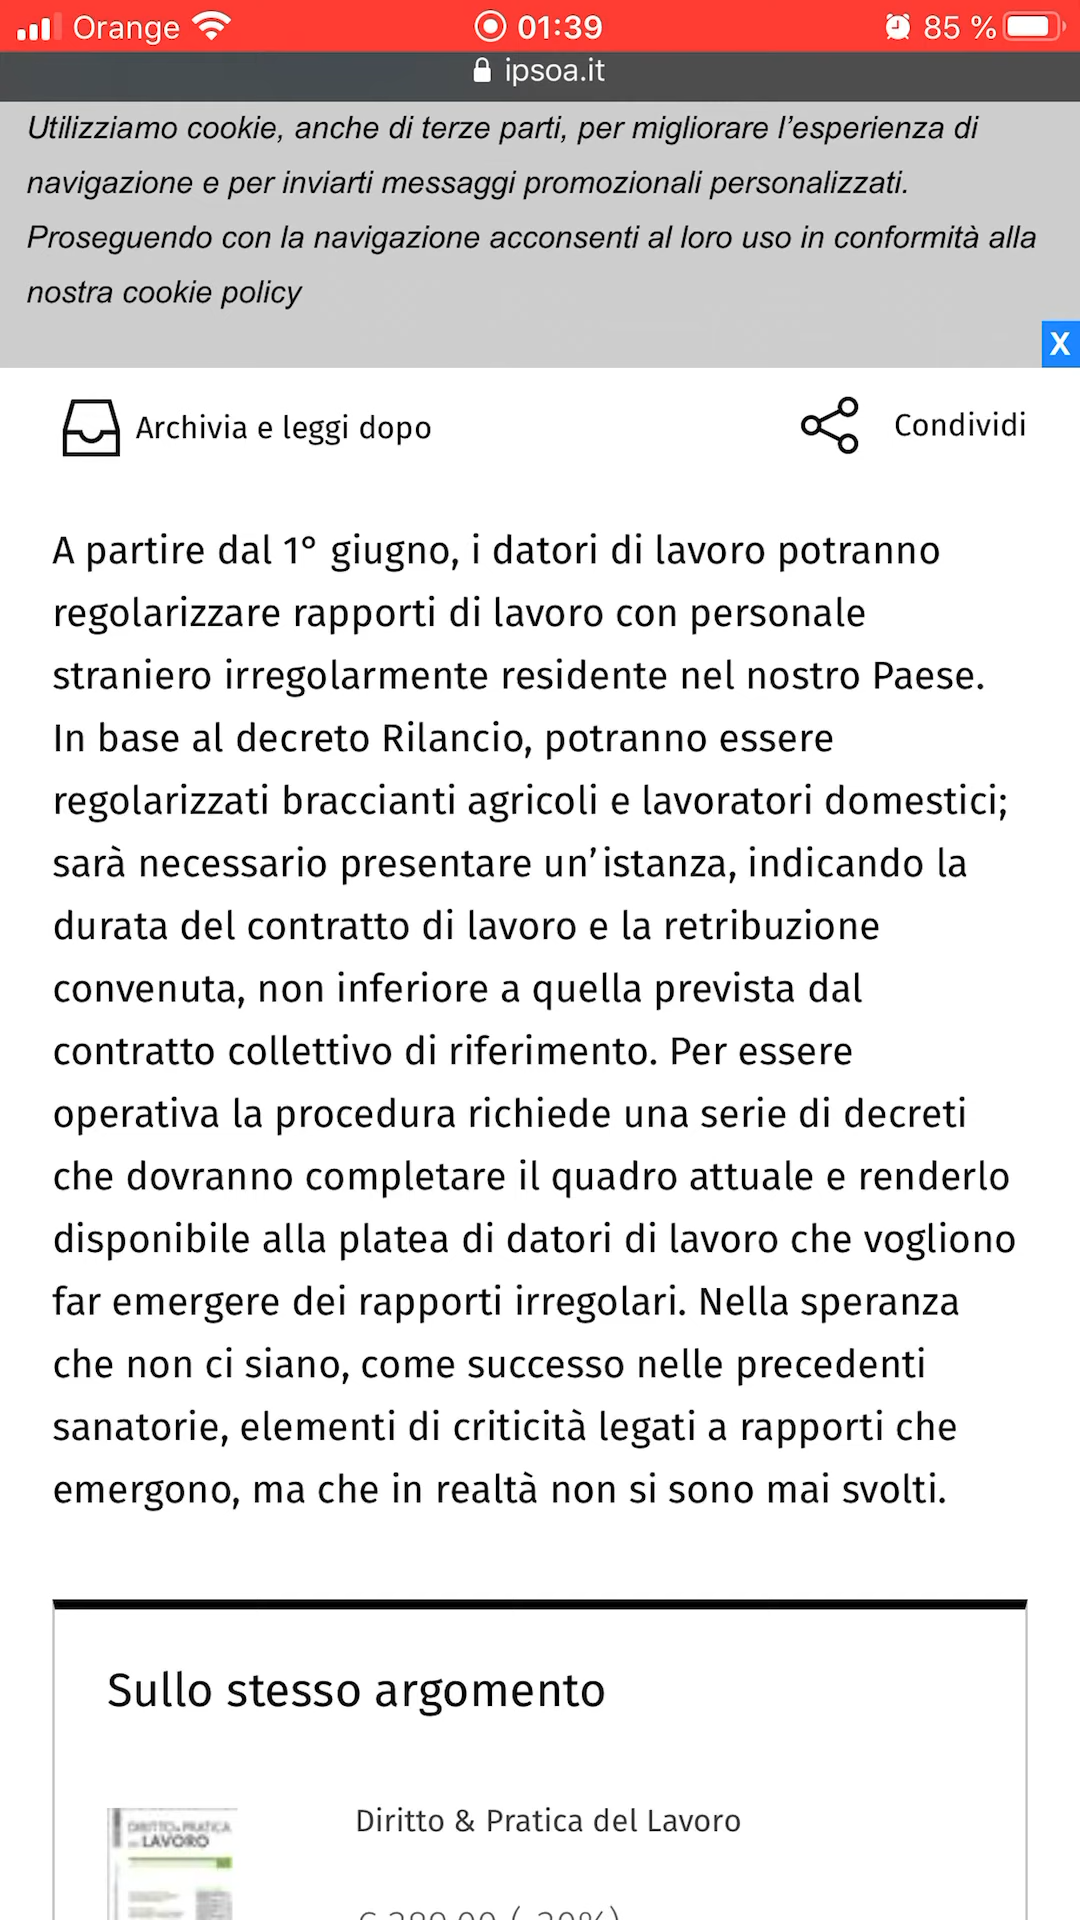 Orange 01:39 85 %
ipsoa.it
Utilizziamo cookie, anche di terze parti, per migliorare l'esperienza di
navigazione e per inviarti messaggi promozionali personalizzati.
Proseguendo con la navigazione acconsenti al loro uso in conformità alla
nostra cookie policy
X
Archivia e leggi dopo Condividi
A partire dal 1° giugno, i datori di lavoro potranno
regolarizzare rapporti di lavoro con personale
straniero irregolarmente residente nel nostro Paese.
In base al decreto Rilancio, potranno essere
regolarizzati braccianti agricoli e lavoratori domestici;
sarà necessario presentare un'istanza, indicando la
durata del contratto di lavoro e la retribuzione
convenuta, non inferiore a quella prevista dal
contratto collettivo di riferimento. Per essere
operativa la procedura richiede una serie di decreti
che dovranno completare il quadro attuale e renderlo
disponibile alla platea di datori di lavoro che vogliono
far emergere dei rapporti irregolari. Nella speranza
che non ci siano, come successo nelle precedenti
sanatorie, elementi di criticità legati a rapporti che
emergono, ma che in realtà non si sono mai svolti.
Sullo stesso argomento
Diritto & Pratica del Lavoro
DIRITTO & PRATICA
LAVORO